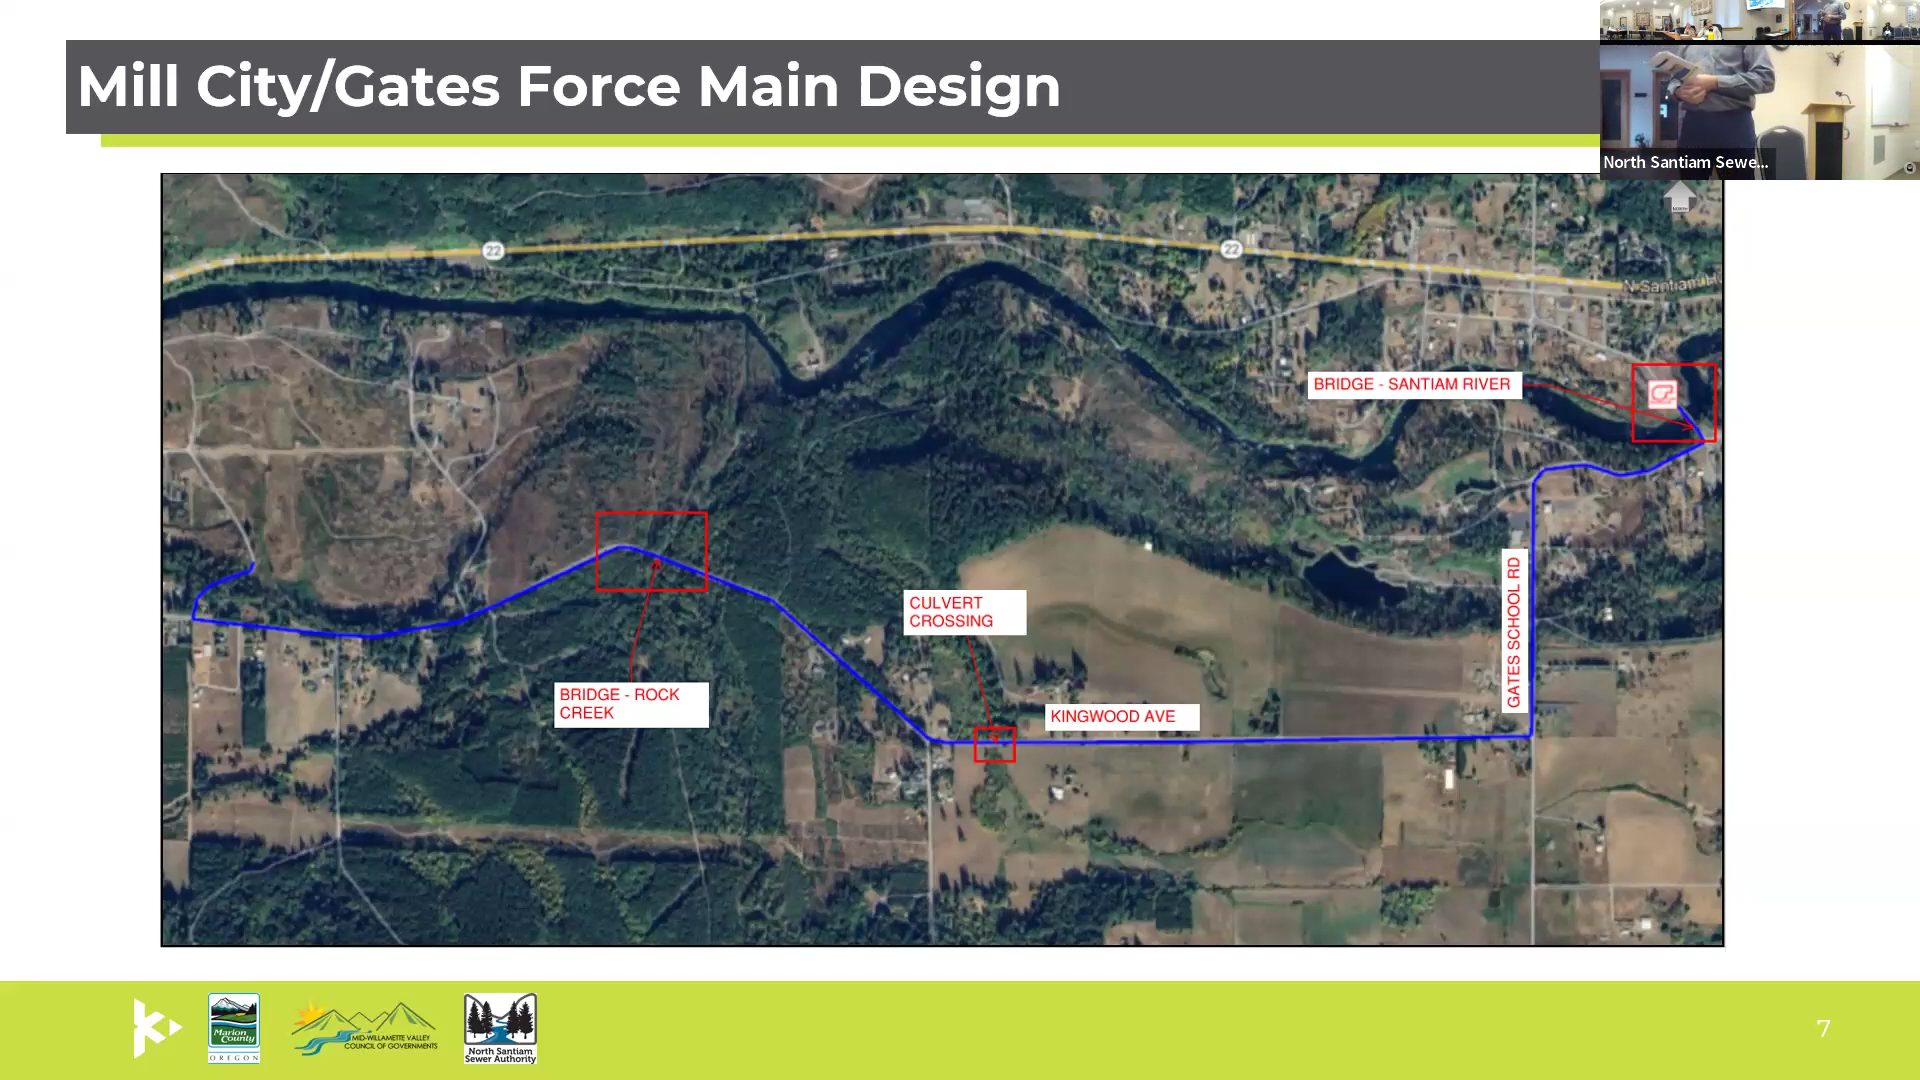 Mill City/Gates Force Main Design
North Santiam Sewe...
22
22
N Santiam
BRIDGE - SANTIAM RIVER
GATES SCHOOL RD
CULVERT
CROSSING
BRIDGE - ROCK
CREEK
KINGWOOD AVE
Marion
County
OREGON
MID-WILLAMETTE VALLEY
COUNCIL OF GOVERNMENTS
North Santiam
Sewer Authority
7